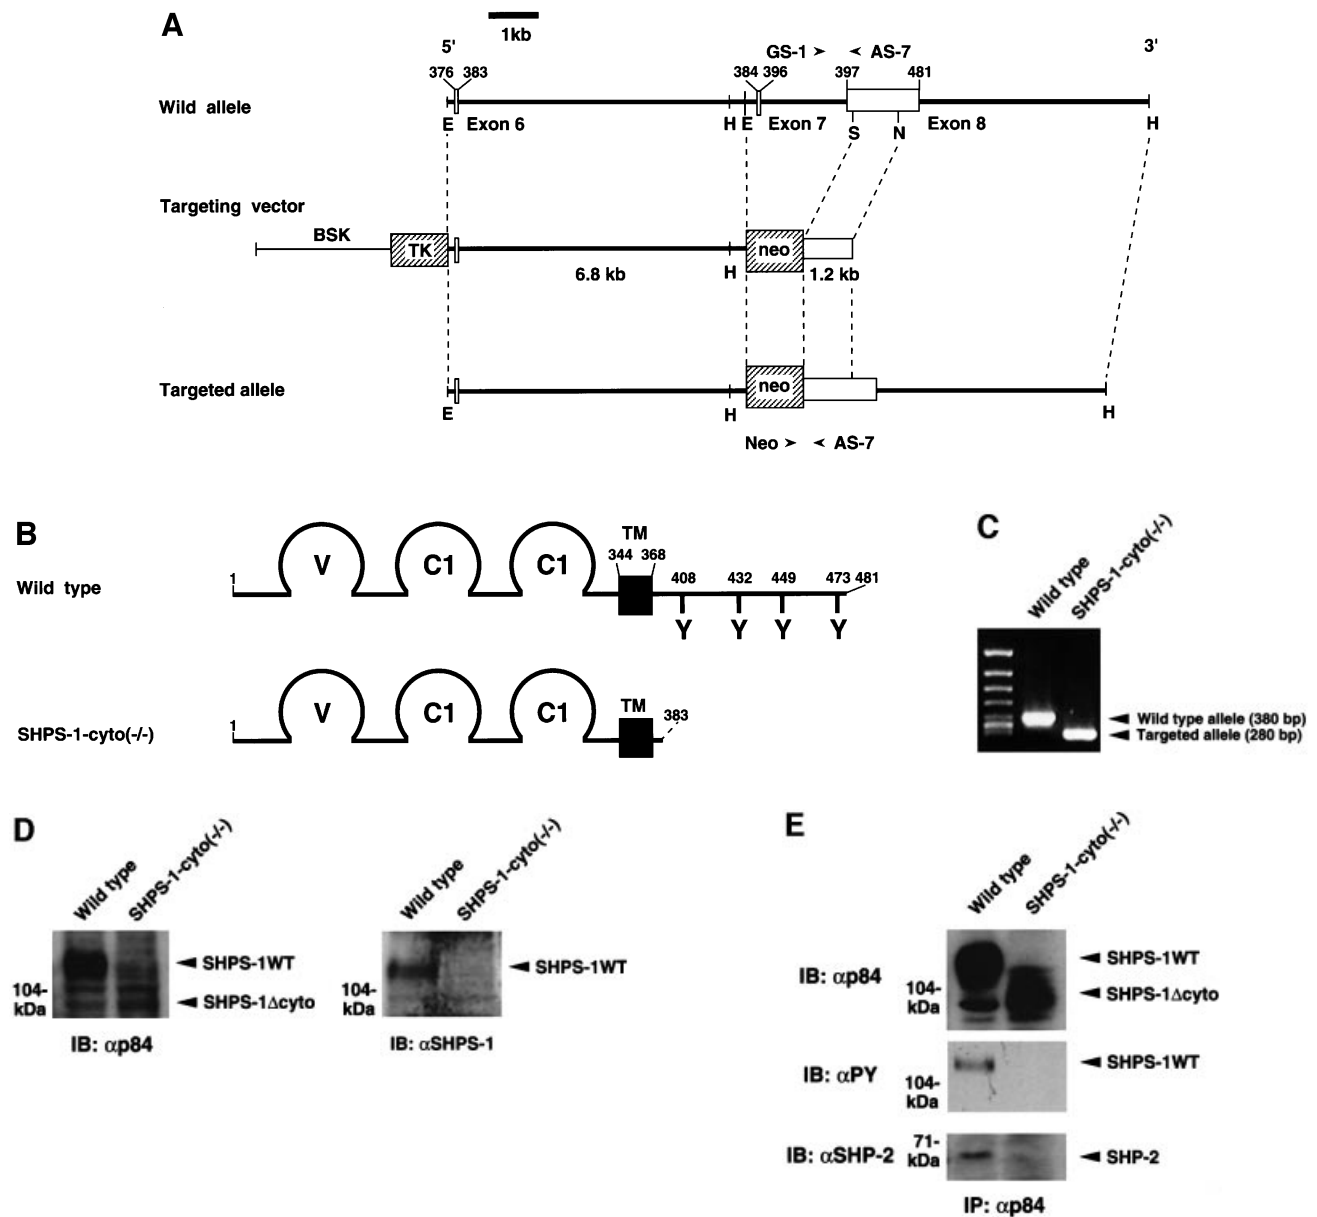 A
1kb
5'
GS-1 > < AS-7
3'
376 383
384 396
397
481
Wild allele
E
Exon 6
H E
Exon 7
S
N
Exon 8
H
Targeting vector
BSK
TK
6.8 kb
H
neo
1.2 kb
Targeted allele
E
H
neo
H
Neo > < AS-7
B
Wild type
1
V
C1
C1
TM
344 368
408
432
449
473 481
Y
Y
Y
Y
SHPS-1-cyto(-/-)
1
V
C1
C1
TM
383
C
Wild type
SHPS-1-cyto(-/-)
Wild type allele (380 bp)
Targeted allele (280 bp)
D
Wild type
SHPS-1-cyto(-/-)
SHPS-1WT
104-
kDa
SHPS-1Δcyto
IB: αp84
Wild type
SHPS-1-cyto(-/-)
SHPS-1WT
104-
kDa
IB: αSHPS-1
E
Wild type
SHPS-1-cyto(-/-)
IB: αp84
104-
kDa
SHPS-1WT
SHPS-1Δcyto
IB: αPY
104-
kDa
SHPS-1WT
IB: αSHP-2
71-
kDa
SHP-2
IP: αp84